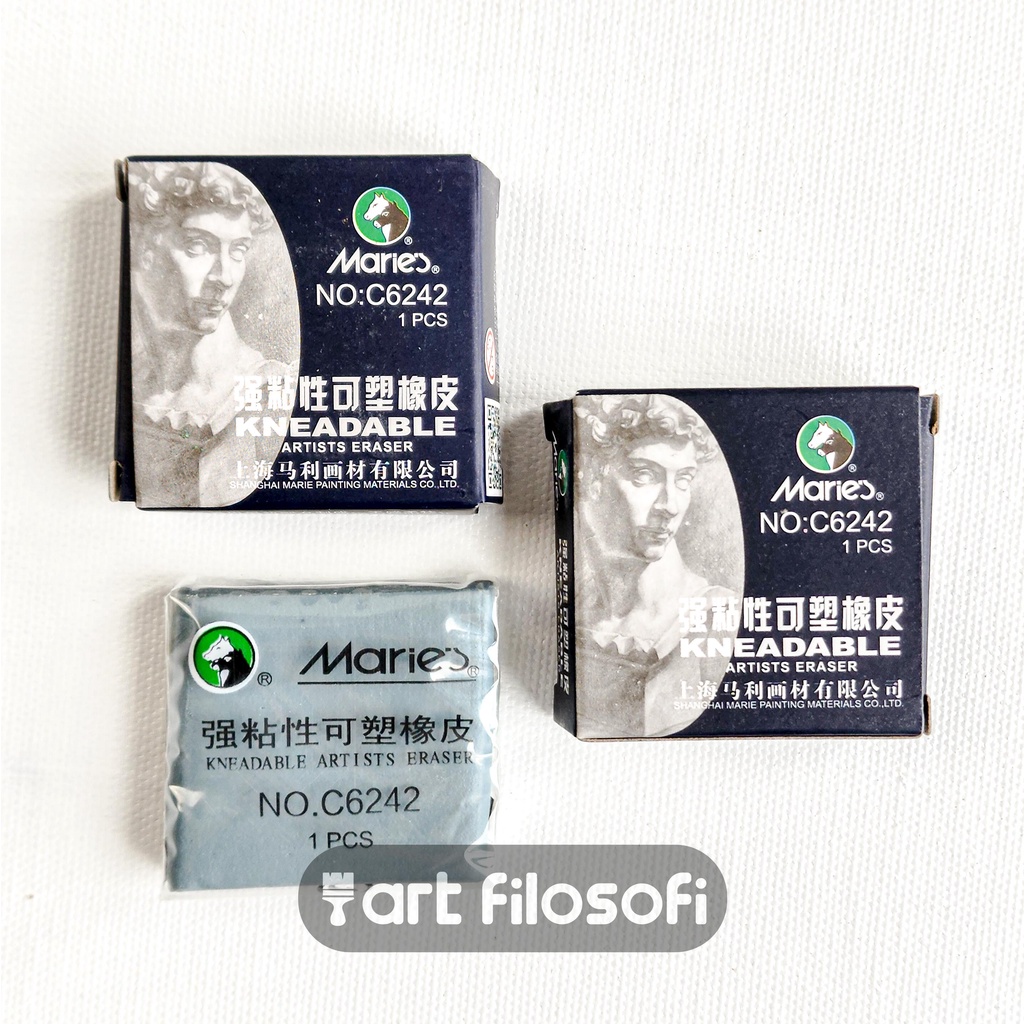 Marie's®
NO:C6242
1 PCS
强粘性可塑橡皮
KNEADABLE
ARTISTS ERASER
上海马利画材有限公司
SHANGHAI MARIE PAINTING MATERIALS CO.,LTD.
Marie's®
NO:C6242
1 PCS
强粘性可塑橡皮
KNEADABLE
ARTISTS ERASER
上海马利画材有限公司
SHANGHAI MARIE PAINTING MATERIALS CO.,LTD.
® Marie's®
强粘性可塑橡皮
KNEADABLE ARTISTS ERASER
NO.C6242
1 PCS
art filosofi